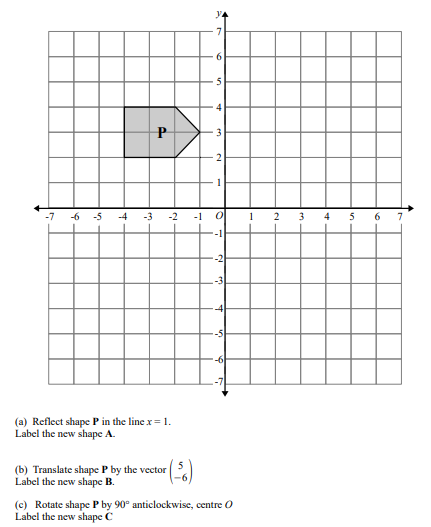 y
7
6
5
4
P 3
2
1
-7 -6 -5 -4 -3 -2 -1 O 1 2 3 4 5 6 7
-1
-2
-3
-4
-5
-6
-7
(a) Reflect shape P in the line x = 1.
Label the new shape A.
(b) Translate shape P by the vector (5
-6)
Label the new shape B.
(c) Rotate shape P by 90° anticlockwise, centre O
Label the new shape C